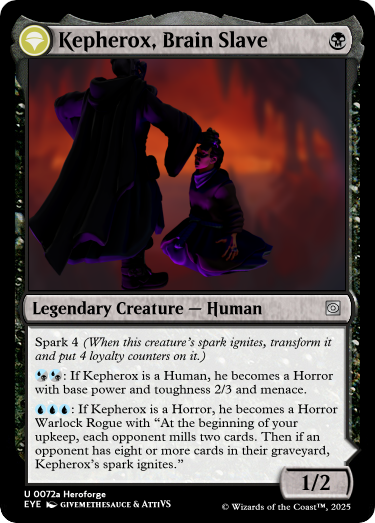 Kepherox, Brain Slave
Legendary Creature — Human
Spark 4 (When this creature's spark ignites, transform it
and put 4 loyalty counters on it.)
: If Kepherox is a Human, he becomes a Horror
with base power and toughness 2/3 and menace.
: If Kepherox is a Horror, he becomes a Horror
Warlock Rogue with “At the beginning of your
upkeep, each opponent mills two cards. Then if an
opponent has eight or more cards in their graveyard,
Kepherox's spark ignites.”
1/2
U 0072a Heroforge
EYE GIVEMETHESAUCE & ATTIVS
© Wizards of the Coast™, 2025